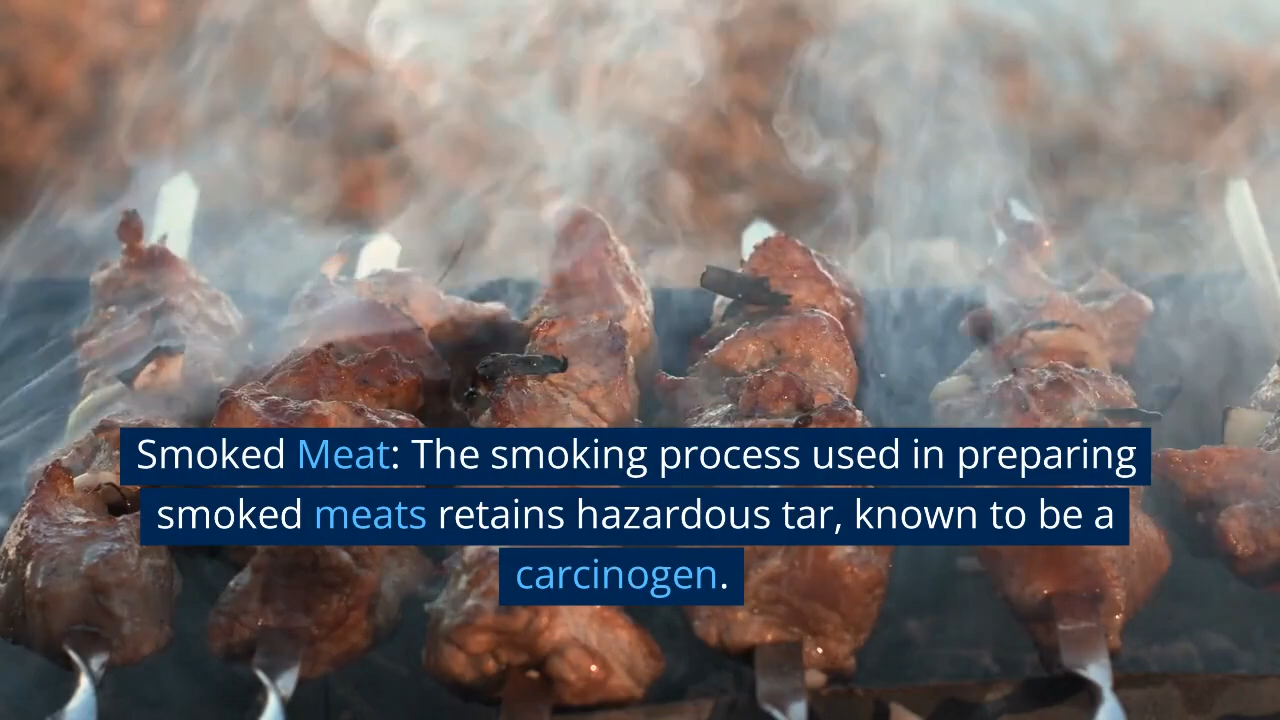 Smoked Meat: The smoking process used in preparing
smoked meats retains hazardous tar, known to be a
carcinogen.